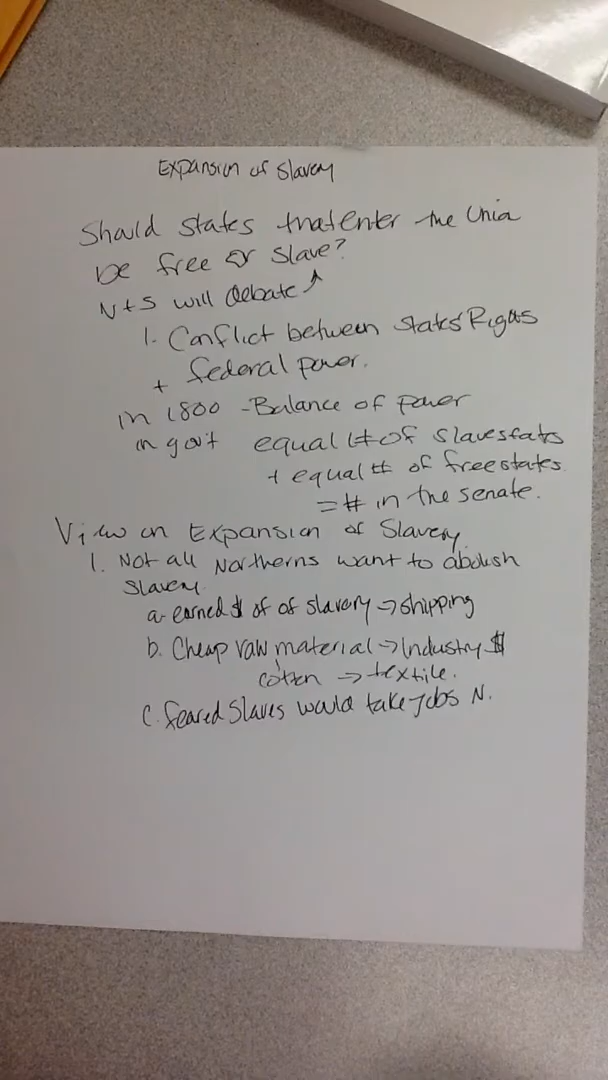 Expansion of Slavery
Should states that enter the Union
be free or slave?
N + S will debate ↑
1. Conflict between States' Rights
+ federal power.
in 1800 - Balance of power
in gov't equal # of slave states
+ equal # of free states
= # in the senate.
View on Expansion of Slavery
1. Not all Northerns want to abolish
slavery
a. earned $ of of slavery → shipping
b. Cheap raw material → Industry $
cotton → textile.
C. feared slaves would take jobs N.